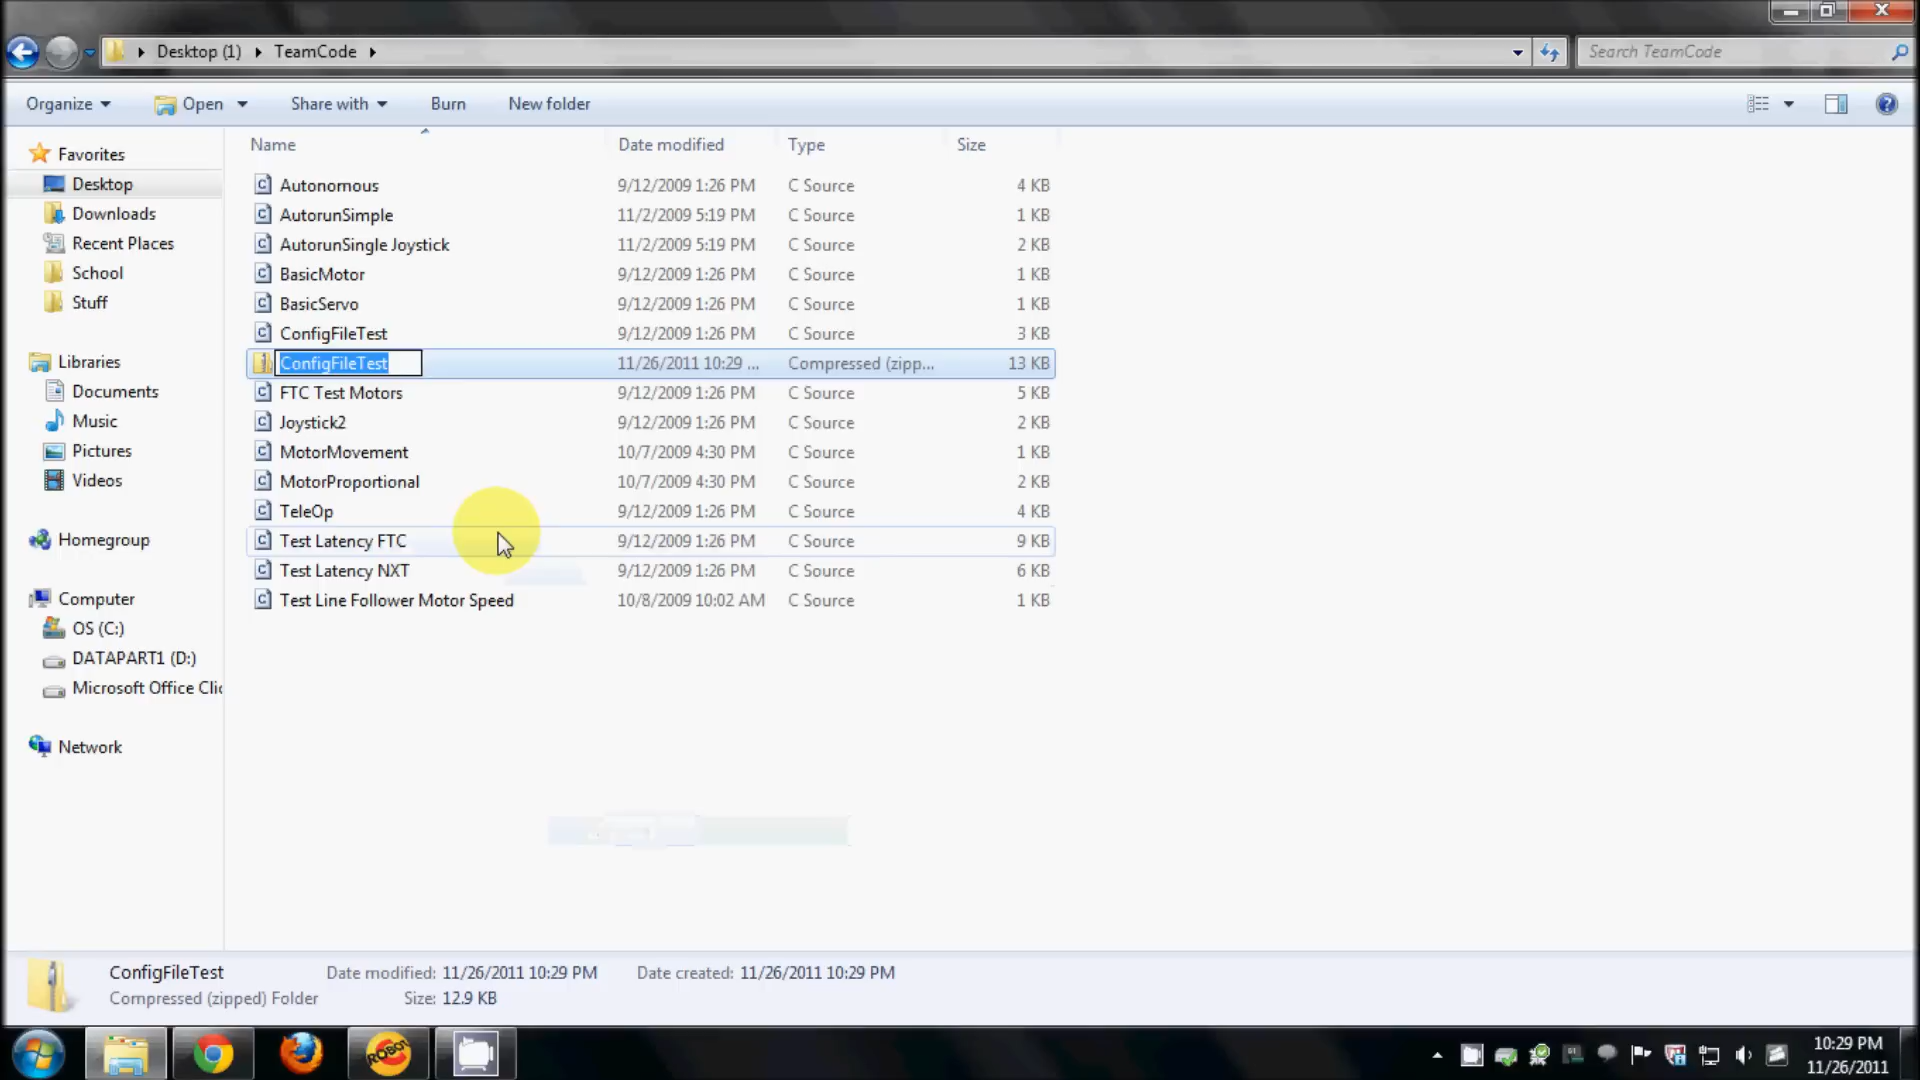 Desktop (1) TeamCode
Search TeamCode
Organize Open Share with Burn New folder
Name Date modified Type Size
Favorites
Desktop
Downloads
Recent Places
School
Stuff
Libraries
Documents
Music
Pictures
Videos
Homegroup
Computer
OS (C:)
DATAPART1 (D:)
Microsoft Office Clic
Network
Autonomous 9/12/2009 1:26 PM C Source 4 KB
AutorunSimple 11/2/2009 5:19 PM C Source 1 KB
AutorunSingle Joystick 11/2/2009 5:19 PM C Source 2 KB
BasicMotor 9/12/2009 1:26 PM C Source 1 KB
BasicServo 9/12/2009 1:26 PM C Source 1 KB
ConfigFileTest 9/12/2009 1:26 PM C Source 3 KB
ConfigFileTest 11/26/2011 10:29 ... Compressed (zipp... 13 KB
FTC Test Motors 9/12/2009 1:26 PM C Source 5 KB
Joystick2 9/12/2009 1:26 PM C Source 2 KB
MotorMovement 10/7/2009 4:30 PM C Source 1 KB
MotorProportional 10/7/2009 4:30 PM C Source 2 KB
TeleOp 9/12/2009 1:26 PM C Source 4 KB
Test Latency FTC 9/12/2009 1:26 PM C Source 9 KB
Test Latency NXT 9/12/2009 1:26 PM C Source 6 KB
Test Line Follower Motor Speed 10/8/2009 10:02 AM C Source 1 KB
ConfigFileTest Date modified: 11/26/2011 10:29 PM Date created: 11/26/2011 10:29 PM
Compressed (zipped) Folder Size: 12.9 KB
ROBOT
10:29 PM
11/26/2011